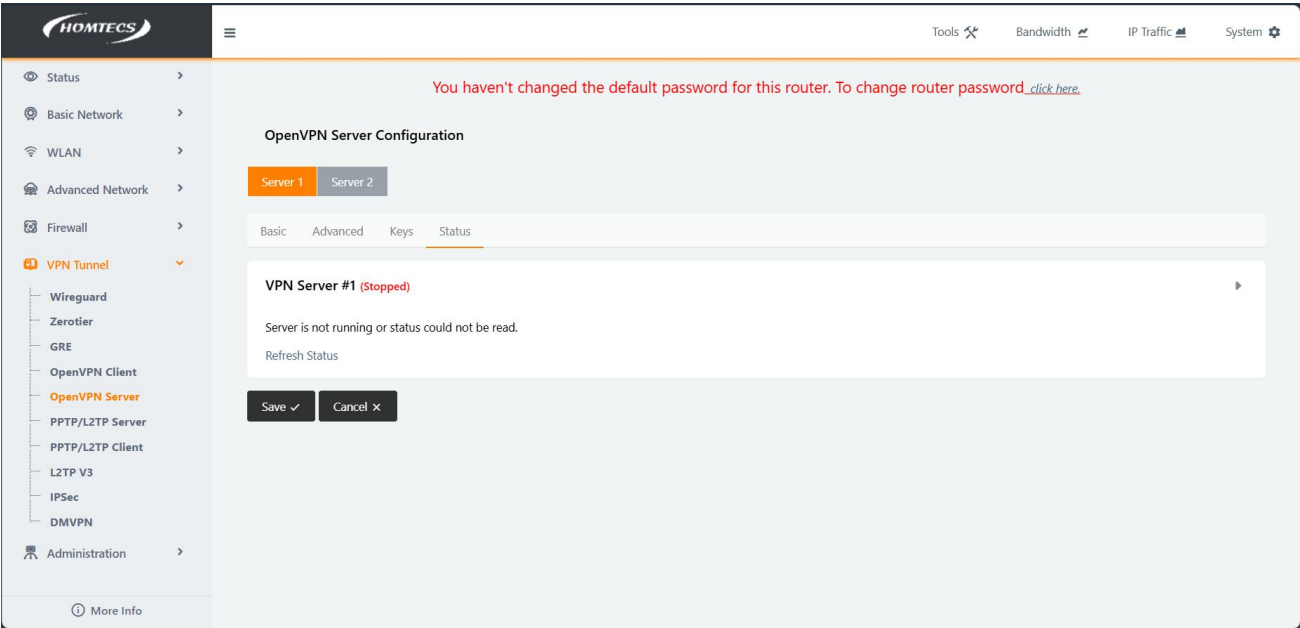 HOMTECS
Tools Bandwidth IP Traffic System
Status
Basic Network
WLAN
Advanced Network
Firewall
VPN Tunnel
Wireguard
Zerotier
GRE
OpenVPN Client
OpenVPN Server
PPTP/L2TP Server
PPTP/L2TP Client
L2TP V3
IPSec
DMVPN
Administration
More Info
You haven't changed the default password for this router. To change router password click here.
OpenVPN Server Configuration
Server 1 Server 2
Basic Advanced Keys Status
VPN Server #1 (Stopped)
Server is not running or status could not be read.
Refresh Status
Save Cancel